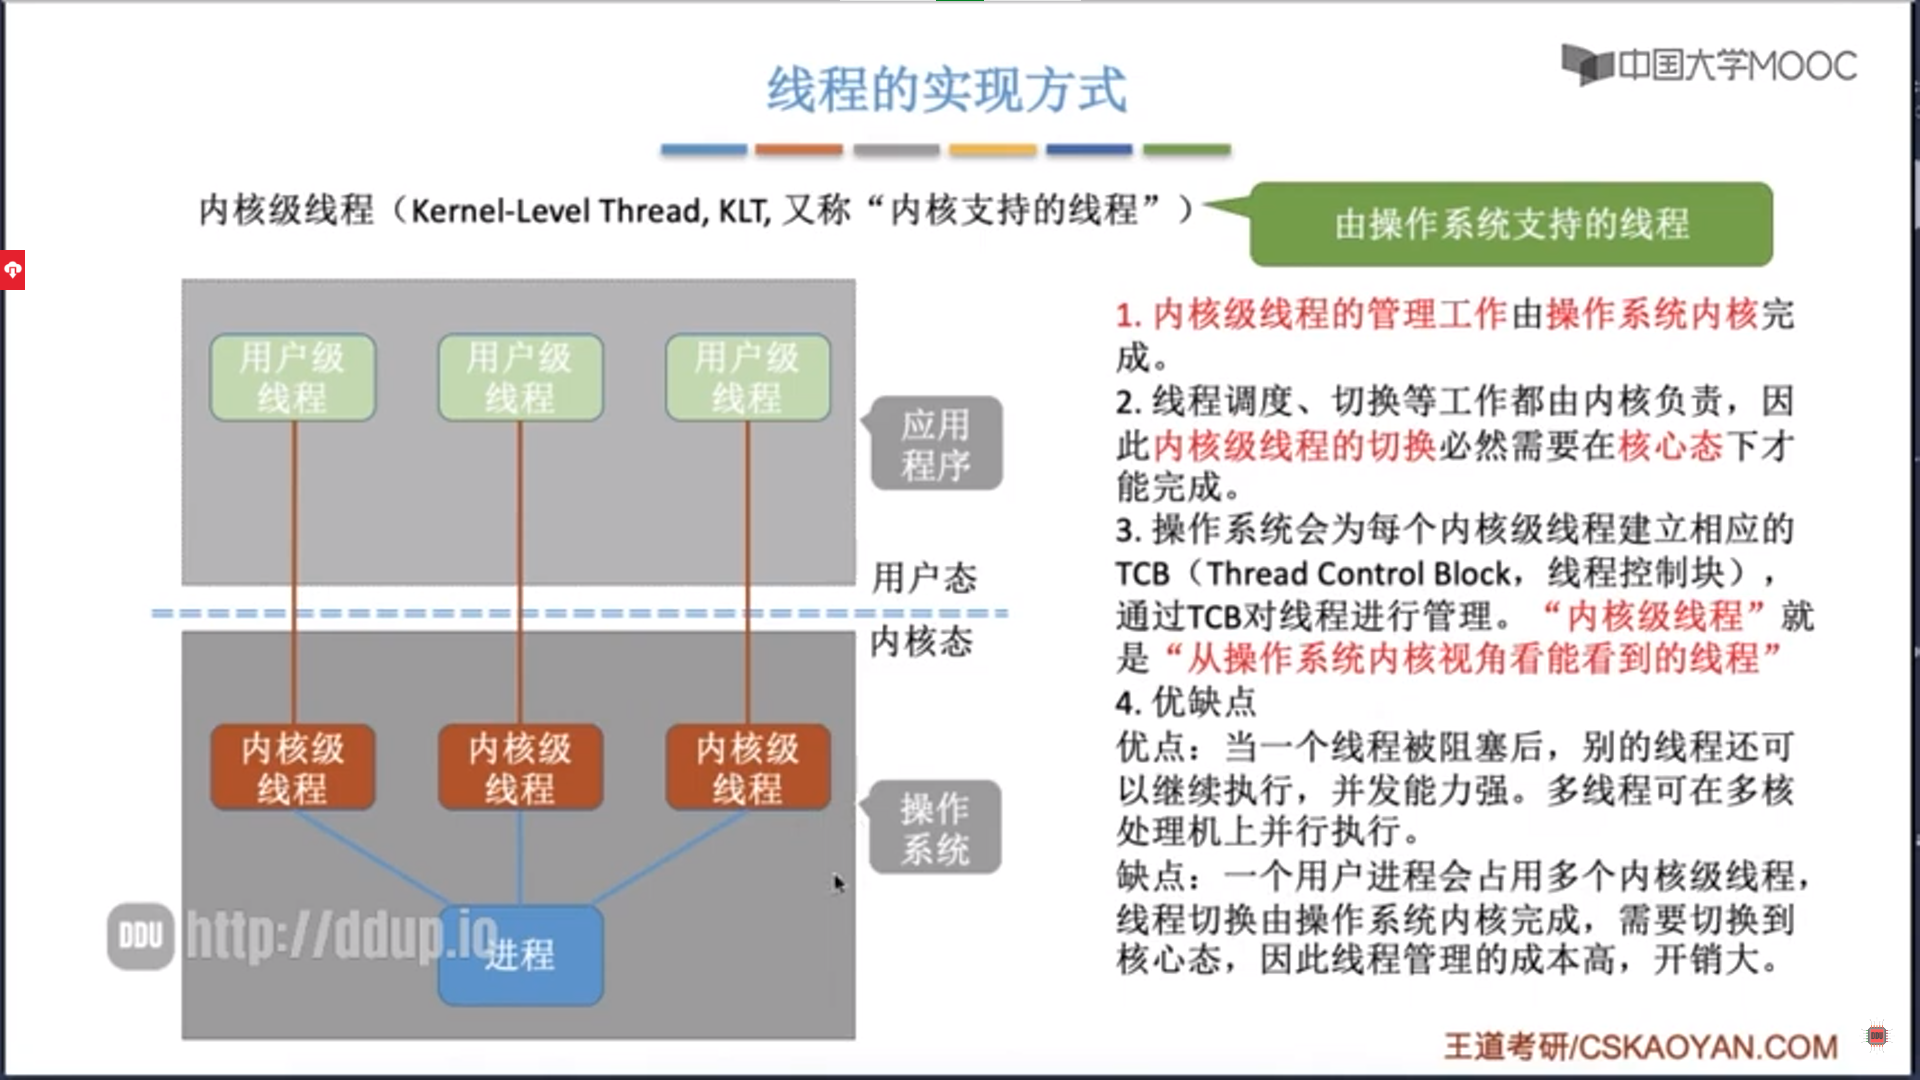 中国大学MOOC
线程的实现方式
内核级线程（Kernel-Level Thread, KLT, 又称“内核支持的线程”）
由操作系统支持的线程
用户级
线程
用户级
线程
用户级
线程
应用
程序
用户态
内核态
内核级
线程
内核级
线程
内核级
线程
操作
系统
进程
1. 内核级线程的管理工作由操作系统内核完
成。
2. 线程调度、切换等工作都由内核负责，因
此内核级线程的切换必然需要在核心态下才
能完成。
3. 操作系统会为每个内核级线程建立相应的
TCB（Thread Control Block，线程控制块），
通过TCB对线程进行管理。“内核级线程”就
是“从操作系统内核视角看能看到的线程”
4. 优缺点
优点：当一个线程被阻塞后，别的线程还可
以继续执行，并发能力强。多线程可在多核
处理机上并行执行。
缺点：一个用户进程会占用多个内核级线程，
线程切换由操作系统内核完成，需要切换到
核心态，因此线程管理的成本高，开销大。
DDU http://ddup.io
王道考研/CSKAOYAN.COM
DDU